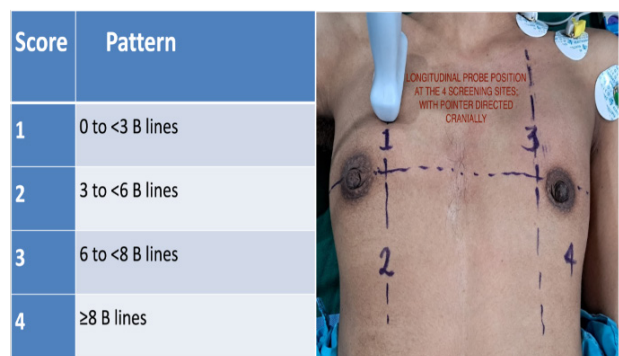 Score Pattern
1 0 to <3 B lines
2 3 to <6 B lines
3 6 to <8 B lines
4 ≥8 B lines
LONGITUDINAL PROBE POSITION
AT THE 4 SCREENING SITES;
WITH POINTER DIRECTED
CRANIALLY
1 3
2 4